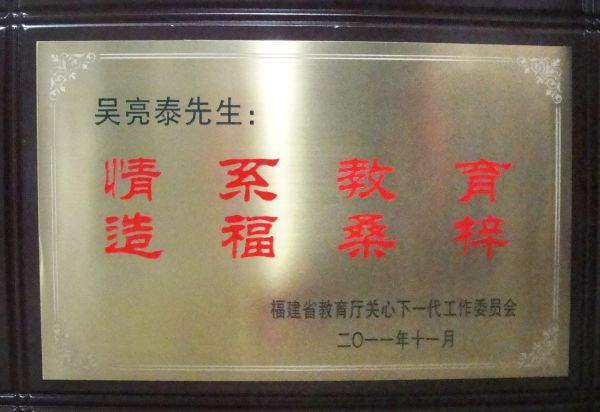 吴亮泰先生：
情系教育
造福桑梓
福建省教育厅关心下一代工作委员会
二〇一一年十一月